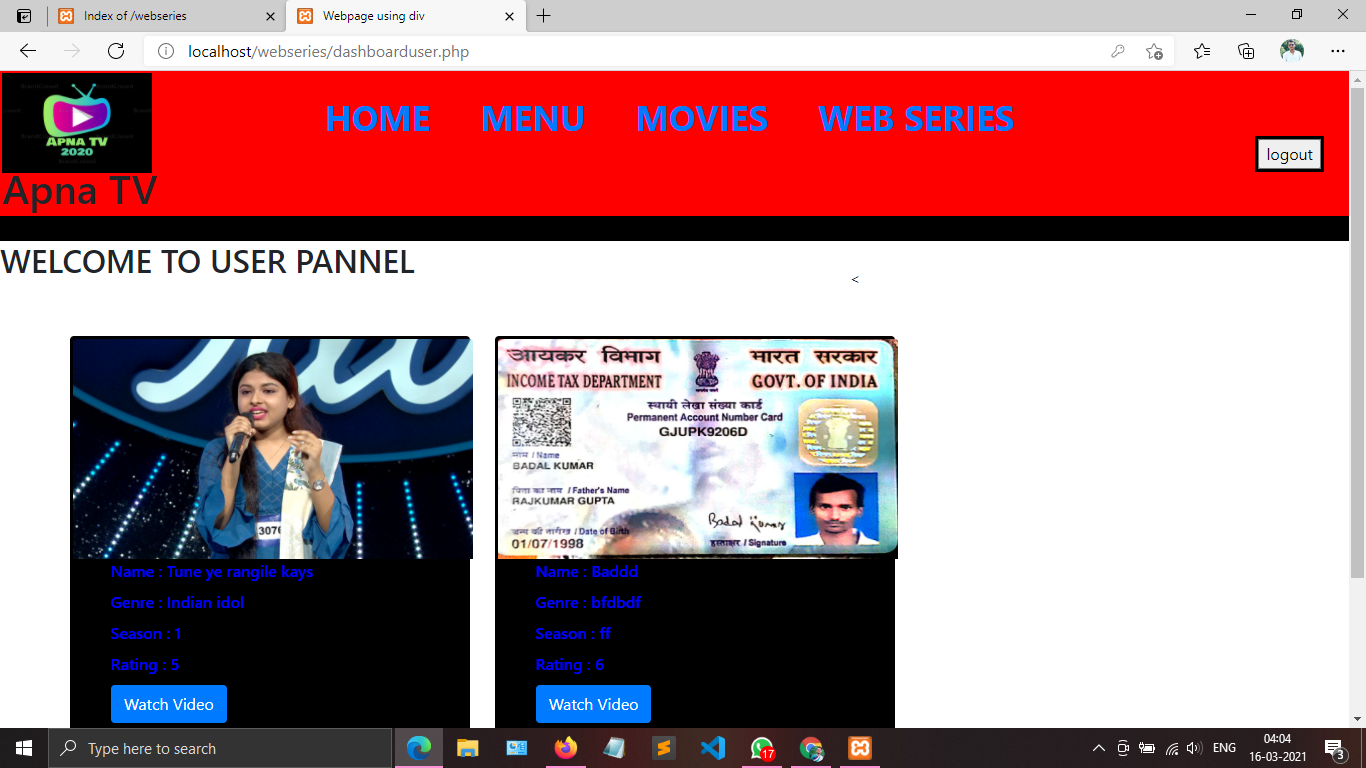 Index of /webseries
Webpage using div
localhost/webseries/dashboarduser.php
APNA TV
2020
Apna TV
HOME MENU MOVIES WEB SERIES
logout
WELCOME TO USER PANNEL
<
3070
Name : Tune ye rangile kays
Genre : Indian idol
Season : 1
Rating : 5
Watch Video
आयकर विभाग
INCOME TAX DEPARTMENT
भारत सरकार
GOVT. OF INDIA
स्थायी लेखा संख्या कार्ड
Permanent Account Number Card
GJUPK9206D
नाम / Name
BADAL KUMAR
पिता का नाम / Father's Name
RAJKUMAR GUPTA
जन्म की तारीख / Date of Birth
01/07/1998
Badal Kumar
हस्ताक्षर / Signature
Name : Baddd
Genre : bfdbdf
Season : ff
Rating : 6
Watch Video
Type here to search
17
ENG
04:04
16-03-2021
3